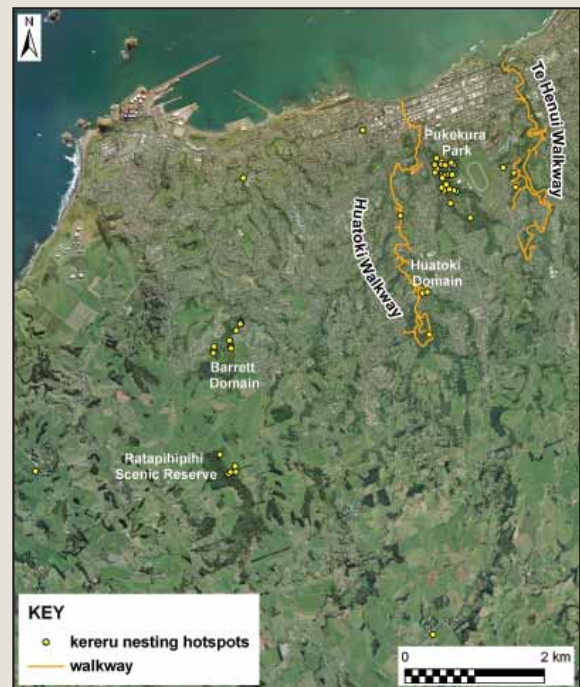 N
Te Henui Walkway
Pukekura
Park
Huatoki Walkway
Huatoki
Domain
Barrett
Domain
Ratapihipihi
Scenic Reserve
KEY
kereru nesting hotspots
walkway
0
2 km